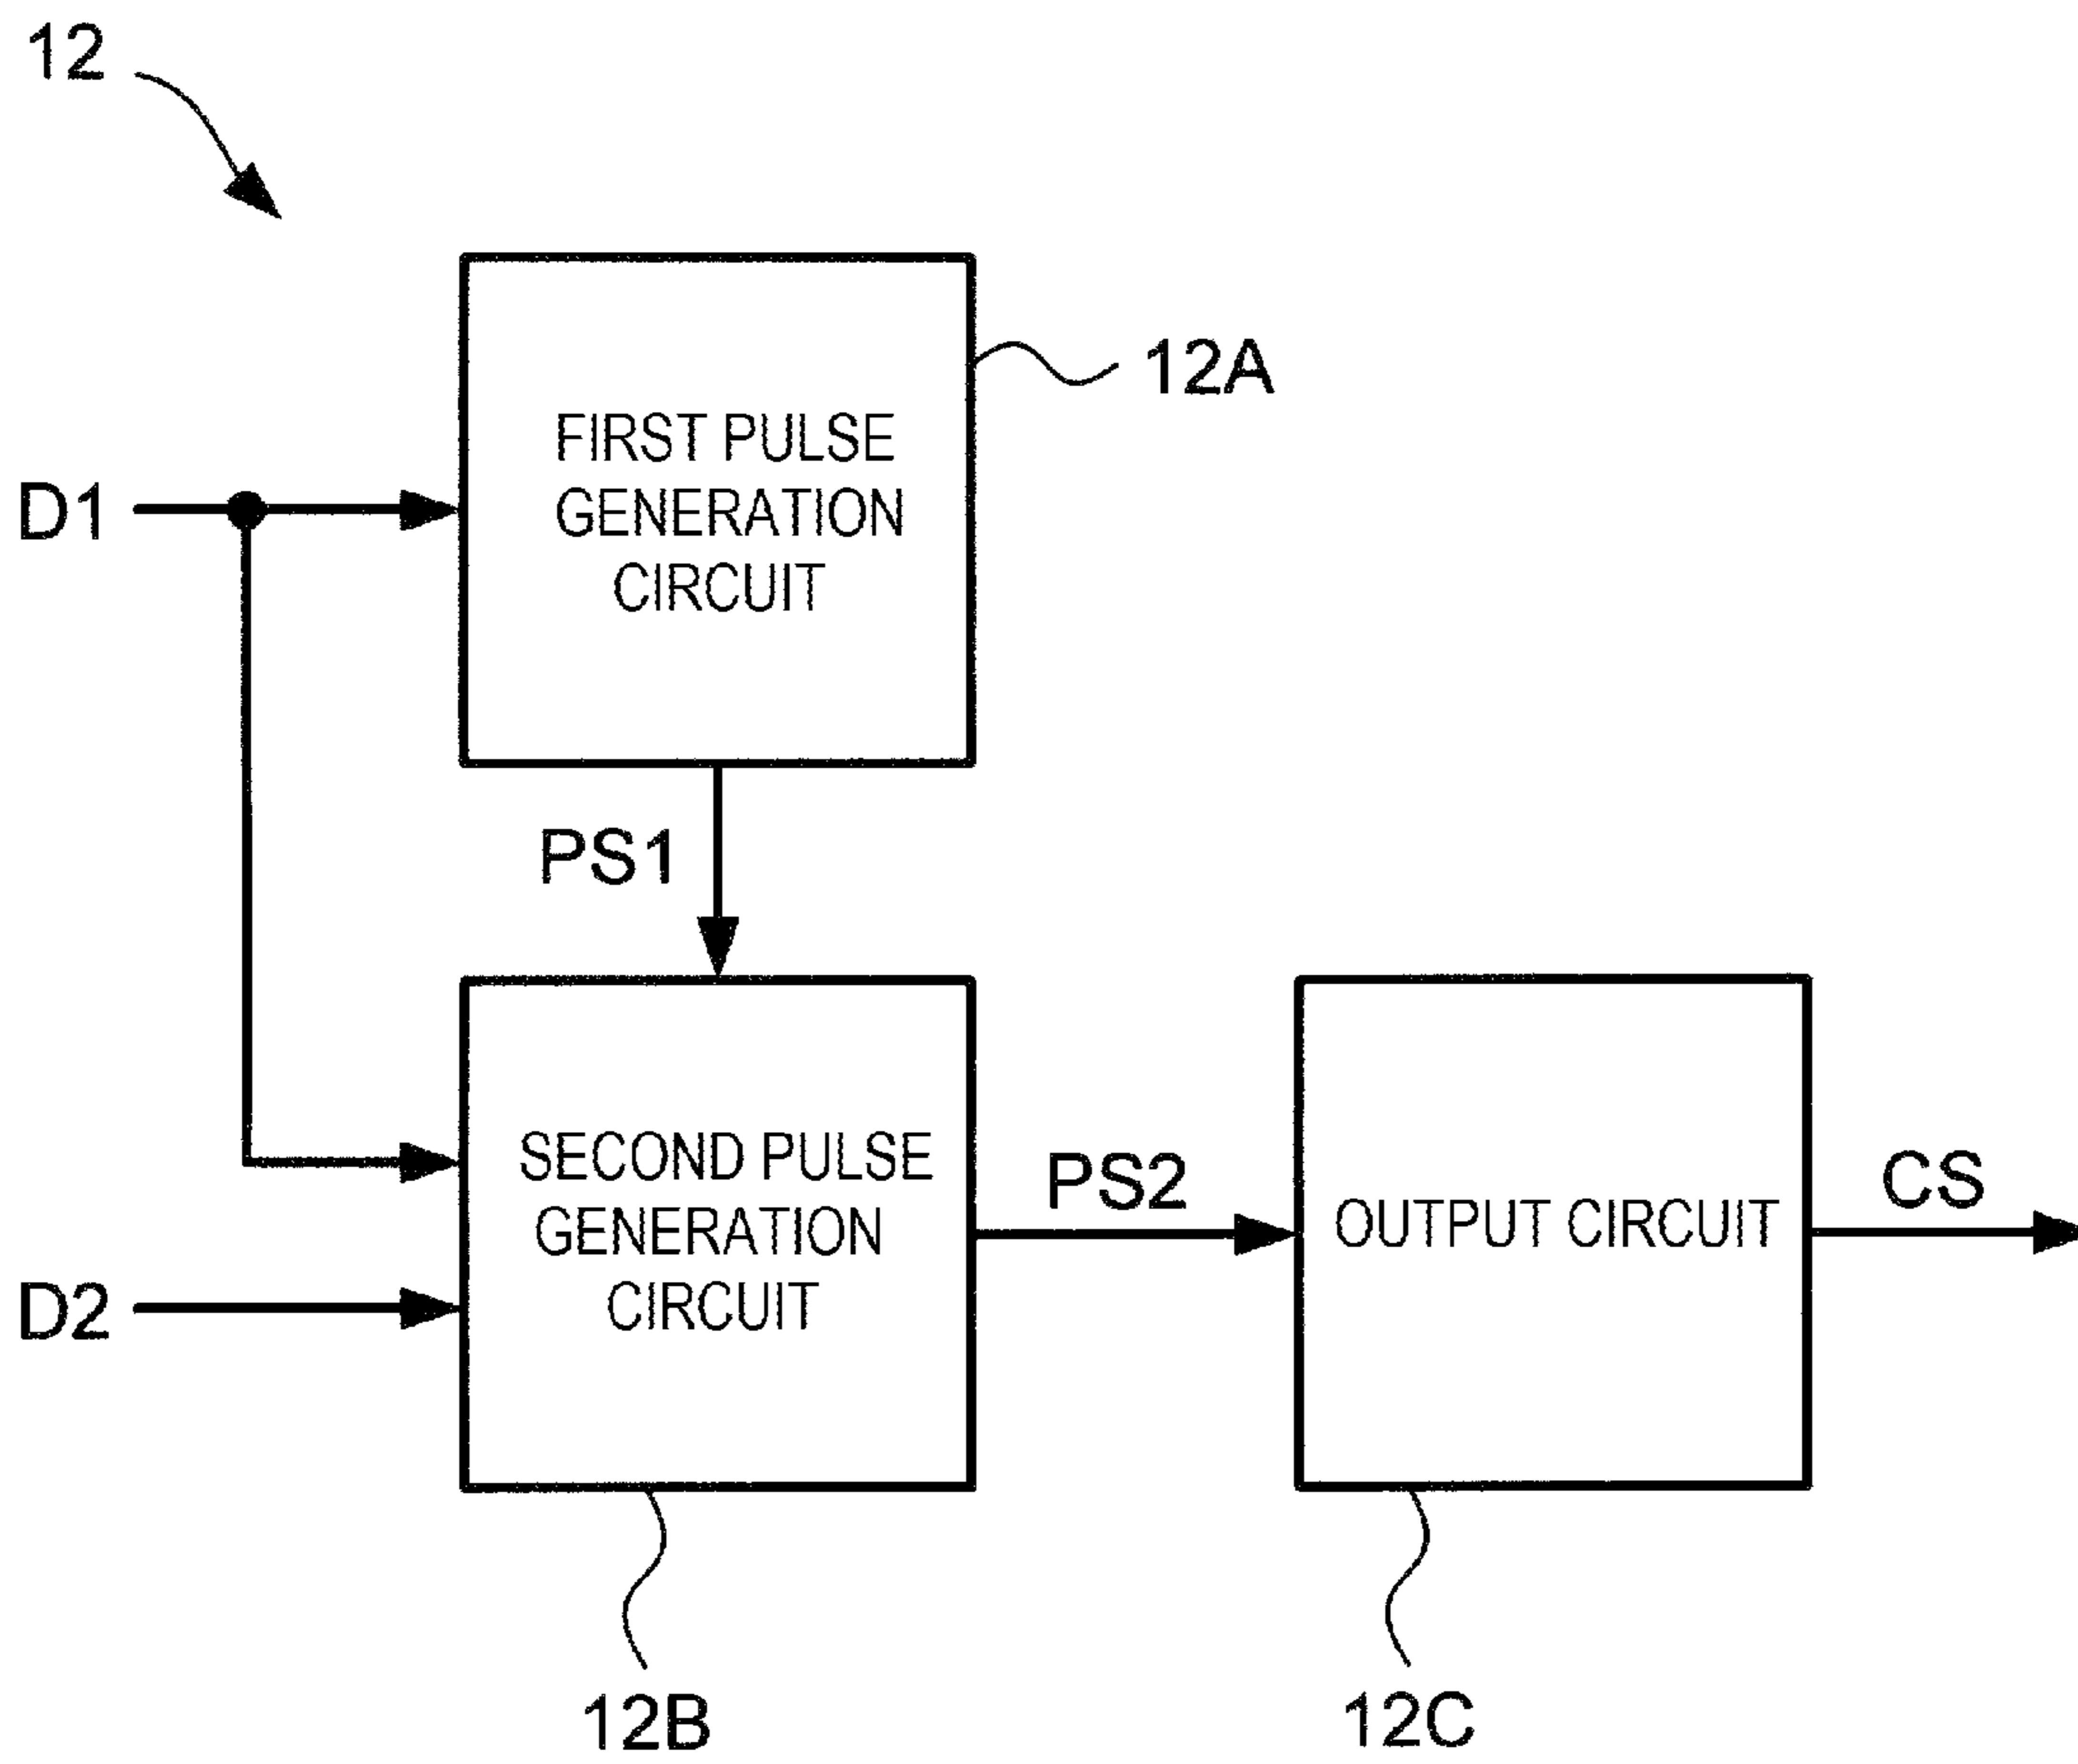 12
12A
FIRST PULSE
GENERATION
CIRCUIT
D1
PS1
SECOND PULSE
GENERATION
CIRCUIT
PS2
OUTPUT CIRCUIT
CS
D2
12B
12C